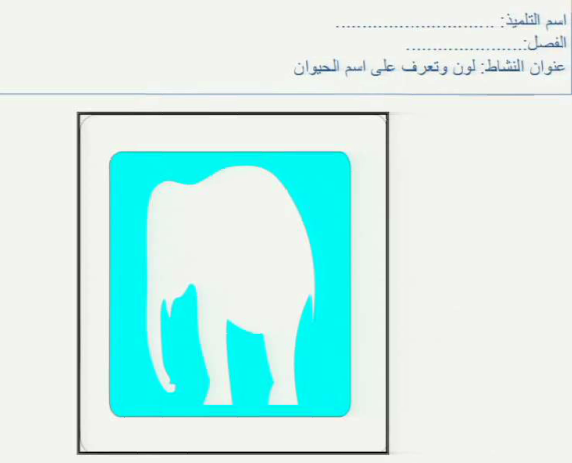 اسم التلميذ: ..............................
الفصل:......................
عنوان النشاط: لون وتعرف على اسم الحيوان